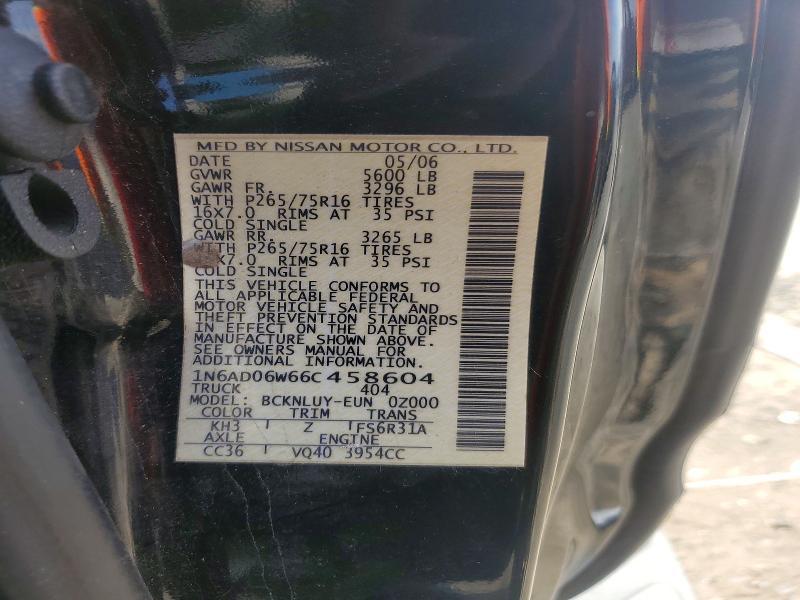 MFD BY NISSAN MOTOR CO., LTD.
DATE 05/06
GVWR 5600 LB
GAWR FR. 3296 LB
WITH P265/75R16 TIRES
16X7.0 RIMS AT 35 PSI
COLD SINGLE
GAWR RR. 3265 LB
WITH P265/75R16 TIRES
X7.0 RIMS AT 35 PSI
COLD SINGLE
THIS VEHICLE CONFORMS TO
ALL APPLICABLE FEDERAL
MOTOR VEHICLE SAFETY AND
THEFT PREVENTION STANDARDS
IN EFFECT ON THE DATE OF
MANUFACTURE SHOWN ABOVE.
SEE OWNERS MANUAL FOR
ADDITIONAL INFORMATION.
1N6AD06W66C458604
TRUCK 404
MODEL: BCKNLUY-EUN 0Z000
COLOR TRIM TRANS
KH3 Z FS6R31A
AXLE ENGINE
CC36 VQ40 3954CC